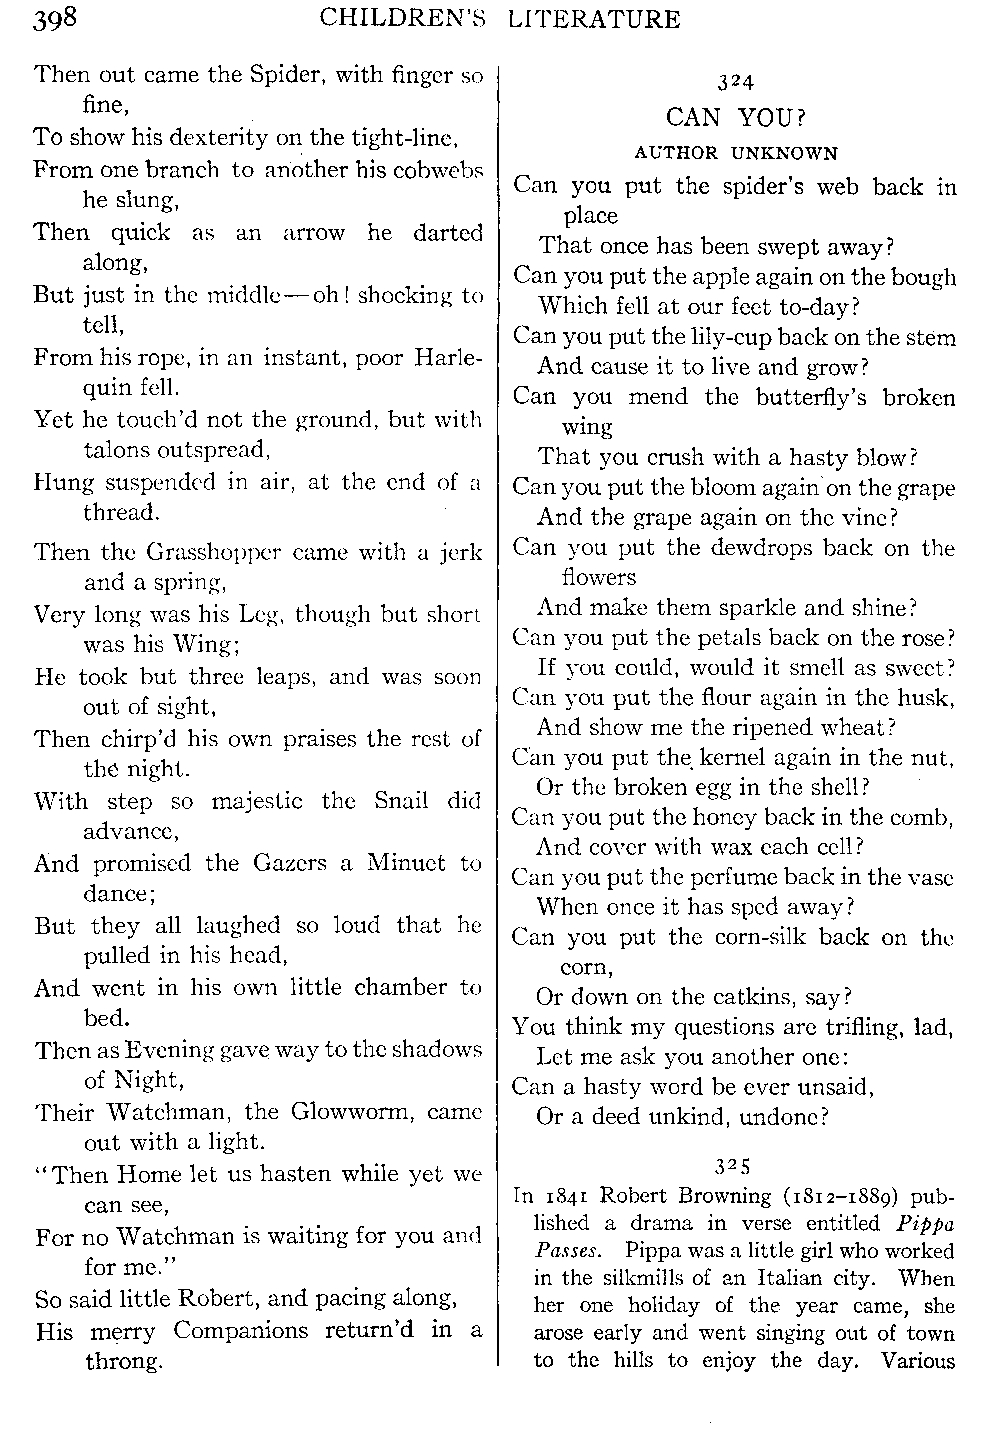 398 CHILDREN'S LITERATURE
Then out came the Spider, with finger so
fine,
To show his dexterity on the tight-line,
From one branch to another his cobwebs
he slung,
Then quick as an arrow he darted
along,
But just in the middle—oh! shocking to
tell,
From his rope, in an instant, poor Harle-
quin fell.
Yet he touch'd not the ground, but with
talons outspread,
Hung suspended in air, at the end of a
thread.
Then the Grasshopper came with a jerk
and a spring,
Very long was his Leg, though but short
was his Wing;
He took but three leaps, and was soon
out of sight,
Then chirp'd his own praises the rest of
the night.
With step so majestic the Snail did
advance,
And promised the Gazers a Minuet to
dance;
But they all laughed so loud that he
pulled in his head,
And went in his own little chamber to
bed.
Then as Evening gave way to the shadows
of Night,
Their Watchman, the Glowworm, came
out with a light.
"Then Home let us hasten while yet we
can see,
For no Watchman is waiting for you and
for me."
So said little Robert, and pacing along,
His merry Companions return'd in a
throng.
324
CAN YOU?
AUTHOR UNKNOWN
Can you put the spider's web back in
place
That once has been swept away?
Can you put the apple again on the bough
Which fell at our feet to-day?
Can you put the lily-cup back on the stem
And cause it to live and grow?
Can you mend the butterfly's broken
wing
That you crush with a hasty blow?
Can you put the bloom again on the grape
And the grape again on the vine?
Can you put the dewdrops back on the
flowers
And make them sparkle and shine?
Can you put the petals back on the rose?
If you could, would it smell as sweet?
Can you put the flour again in the husk,
And show me the ripened wheat?
Can you put the kernel again in the nut,
Or the broken egg in the shell?
Can you put the honey back in the comb,
And cover with wax each cell?
Can you put the perfume back in the vase
When once it has sped away?
Can you put the corn-silk back on the
corn,
Or down on the catkins, say?
You think my questions are trifling, lad,
Let me ask you another one:
Can a hasty word be ever unsaid,
Or a deed unkind, undone?
325
In 1841 Robert Browning (1812–1889) pub-
lished a drama in verse entitled Pippa
Passes. Pippa was a little girl who worked
in the silkmills of an Italian city. When
her one holiday of the year came, she
arose early and went singing out of town
to the hills to enjoy the day. Various